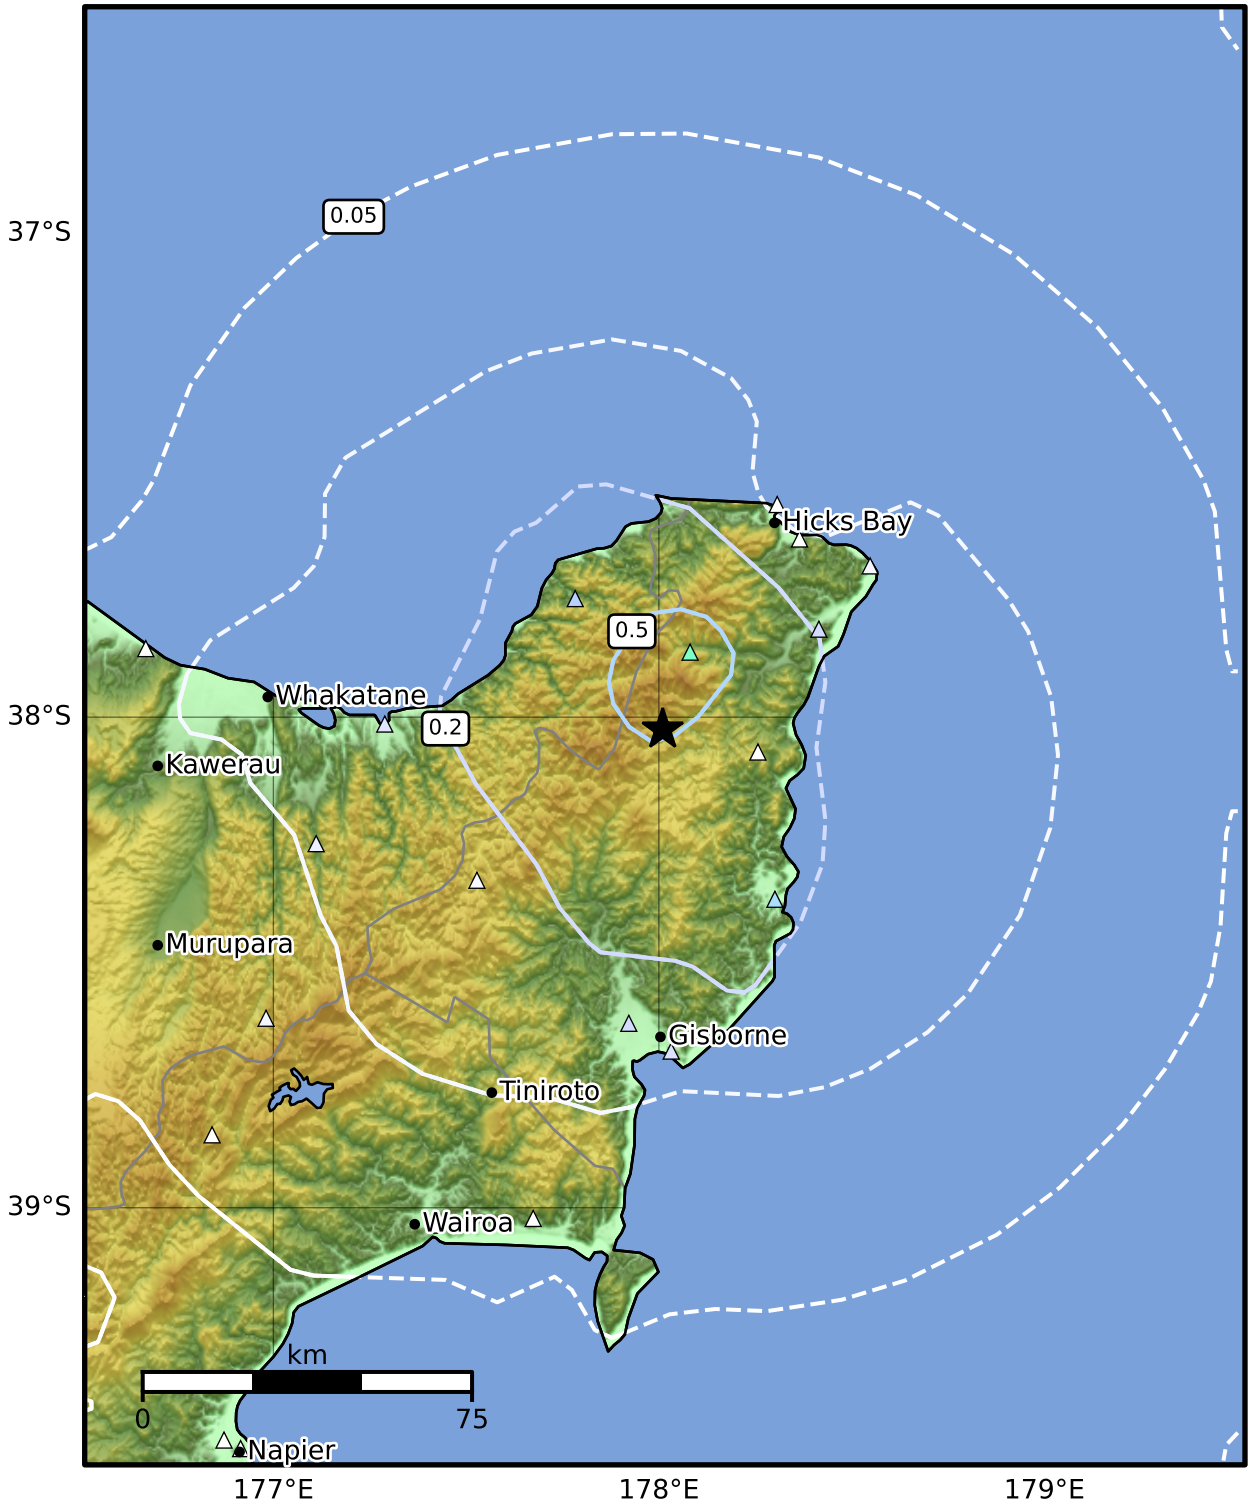 37°S
0.05
Hicks Bay
0.5
Whakatane
38°S
0.2
Kawerau
Murupara
Gisborne
Tiniroto
39°S
Wairoa
km
0
75
Napier
177°E
178°E
179°E